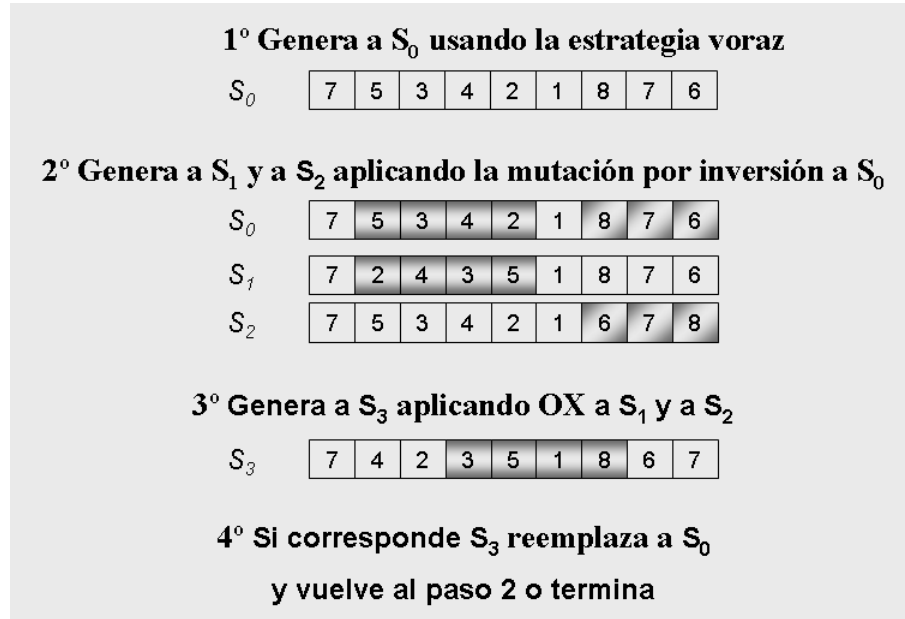 1º Genera a S0 usando la estrategia voraz
S0 7 5 3 4 2 1 8 7 6
2º Genera a S1 y a S2 aplicando la mutación por inversión a S0
S0 7 5 3 4 2 1 8 7 6
S1 7 2 4 3 5 1 8 7 6
S2 7 5 3 4 2 1 6 7 8
3º Genera a S3 aplicando OX a S1 y a S2
S3 7 4 2 3 5 1 8 6 7
4º Si corresponde S3 reemplaza a S0
y vuelve al paso 2 o termina